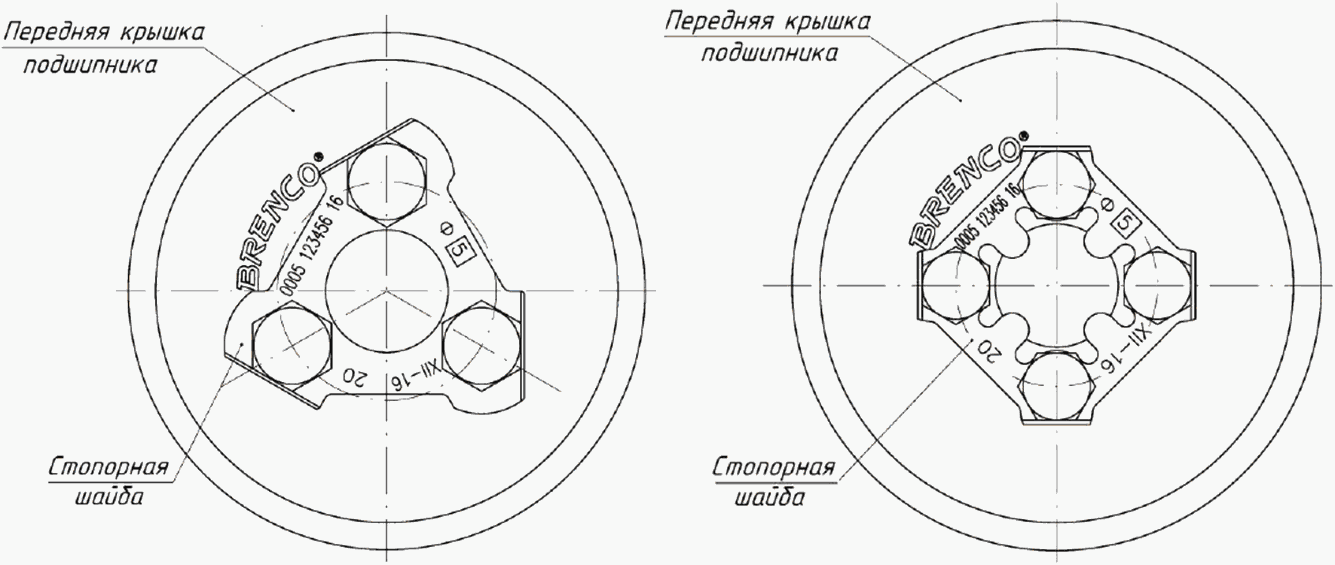 Передняя крышка
подшипника
BRENCO®
0005 123456 16
Ф 5
XII-16
20
Стопорная
шайба
Передняя крышка
подшипника
BRENCO®
0005 123456 16
Ф 5
XII-16
20
Стопорная
шайба